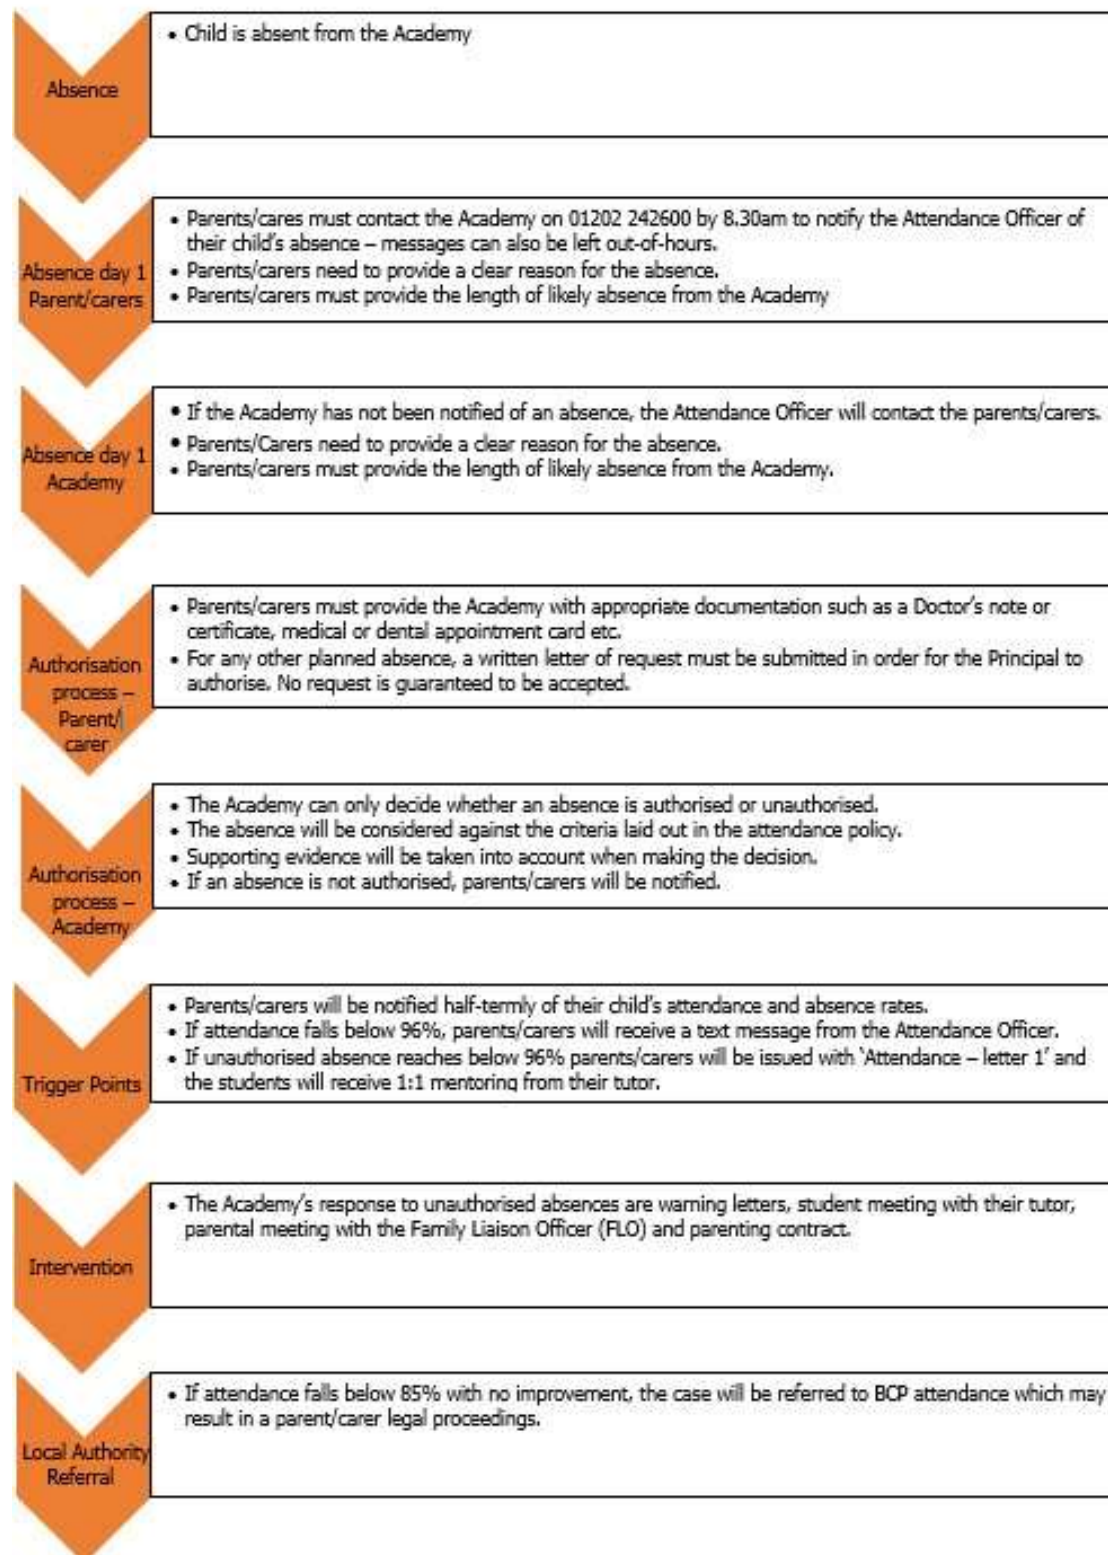 Absence
• Child is absent from the Academy
Absence day 1
Parent/carers
• Parents/cares must contact the Academy on 01202 242600 by 8.30am to notify the Attendance Officer of
their child's absence – messages can also be left out-of-hours.
• Parents/carers need to provide a clear reason for the absence.
• Parents/carers must provide the length of likely absence from the Academy
Absence day 1
Academy
• If the Academy has not been notified of an absence, the Attendance Officer will contact the parents/carers.
• Parents/Carers need to provide a clear reason for the absence.
• Parents/carers must provide the length of likely absence from the Academy.
Authorisation
process –
Parent/
carer
• Parents/carers must provide the Academy with appropriate documentation such as a Doctor's note or
certificate, medical or dental appointment card etc.
• For any other planned absence, a written letter of request must be submitted in order for the Principal to
authorise. No request is guaranteed to be accepted.
Authorisation
process –
Academy
• The Academy can only decide whether an absence is authorised or unauthorised.
• The absence will be considered against the criteria laid out in the attendance policy.
• Supporting evidence will be taken into account when making the decision.
• If an absence is not authorised, parents/carers will be notified.
Trigger Points
• Parents/carers will be notified half-termly of their child's attendance and absence rates.
• If attendance falls below 96%, parents/carers will receive a text message from the Attendance Officer.
• If unauthorised absence reaches below 96% parents/carers will be issued with 'Attendance – letter 1' and
the students will receive 1:1 mentoring from their tutor.
Intervention
• The Academy's response to unauthorised absences are warning letters, student meeting with their tutor,
parental meeting with the Family Liaison Officer (FLO) and parenting contract.
Local Authority
Referral
• If attendance falls below 85% with no improvement, the case will be referred to BCP attendance which may
result in a parent/carer legal proceedings.